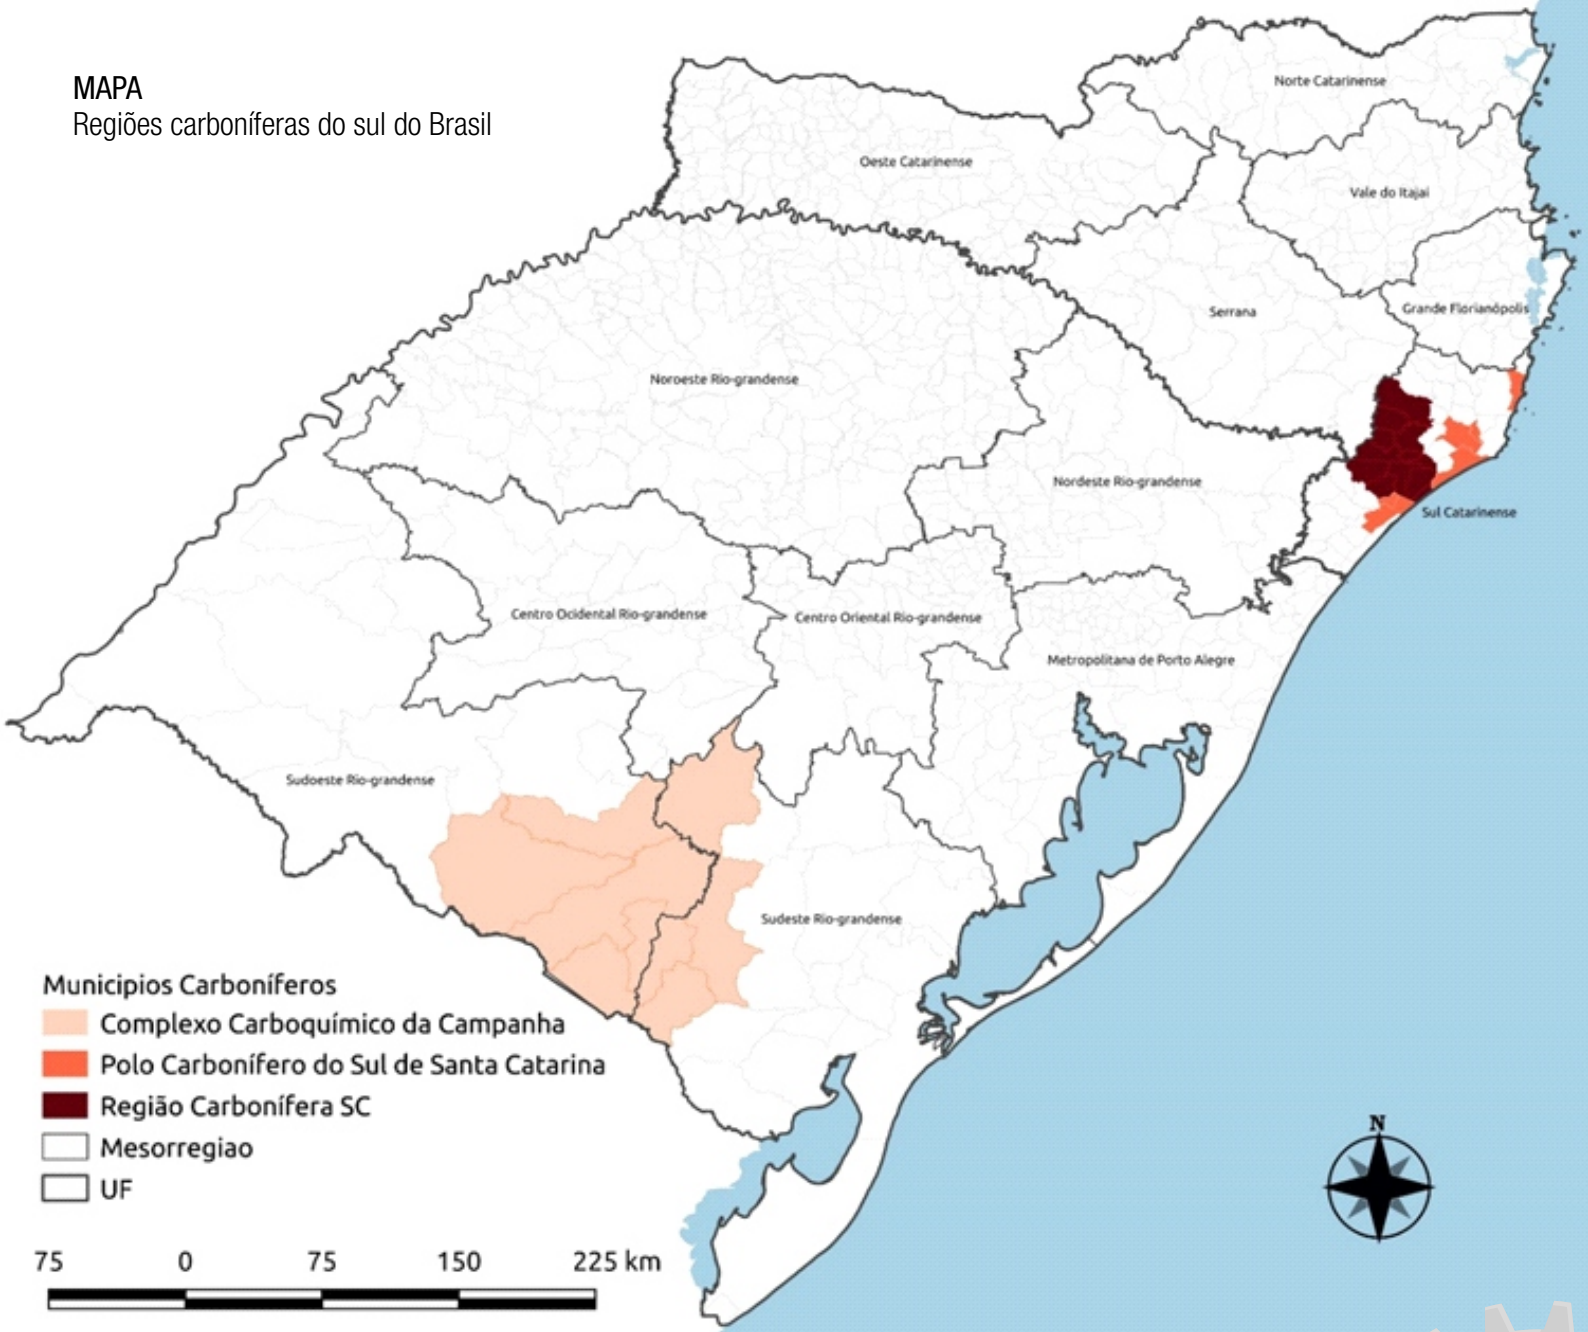 MAPA
Regiões carboníferas do sul do Brasil
Norte Catarinense
Oeste Catarinense
Vale do Itajai
Serrana
Grande Florianópolis
Noroeste Rio-grandense
Nordeste Rio-grandense
Sul Catarinense
Centro Ocidental Rio-grandense
Centro Oriental Rio-grandense
Metropolitana de Porto Alegre
Sudoeste Rio-grandense
Sudeste Rio-grandense
Municipios Carboníferos
Complexo Carboquímico da Campanha
Polo Carbonífero do Sul de Santa Catarina
Região Carbonífera SC
Mesorregiao
UF
75 0 75 150 225 km
N